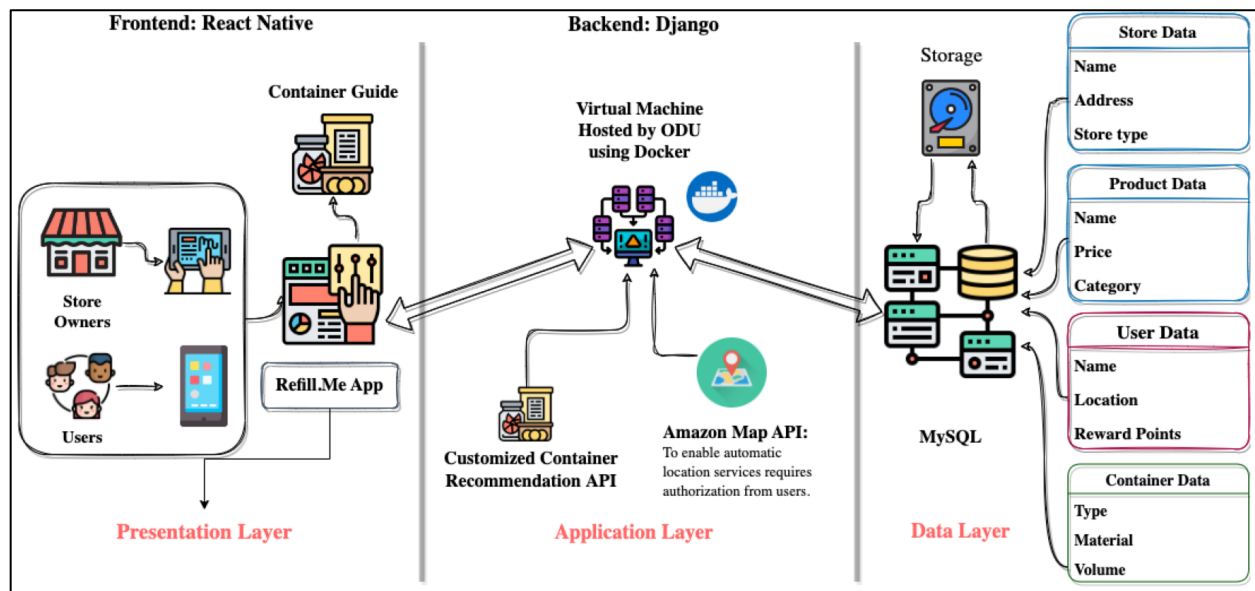 Frontend: React Native
Container Guide
Store
Owners
Users
Refill.Me App
Presentation Layer
Backend: Django
Virtual Machine
Hosted by ODU
using Docker
Customized Container
Recommendation API
Amazon Map API:
To enable automatic
location services requires
authorization from users.
Application Layer
Storage
MySQL
Data Layer
Store Data
Name
Address
Store type
Product Data
Name
Price
Category
User Data
Name
Location
Reward Points
Container Data
Type
Material
Volume